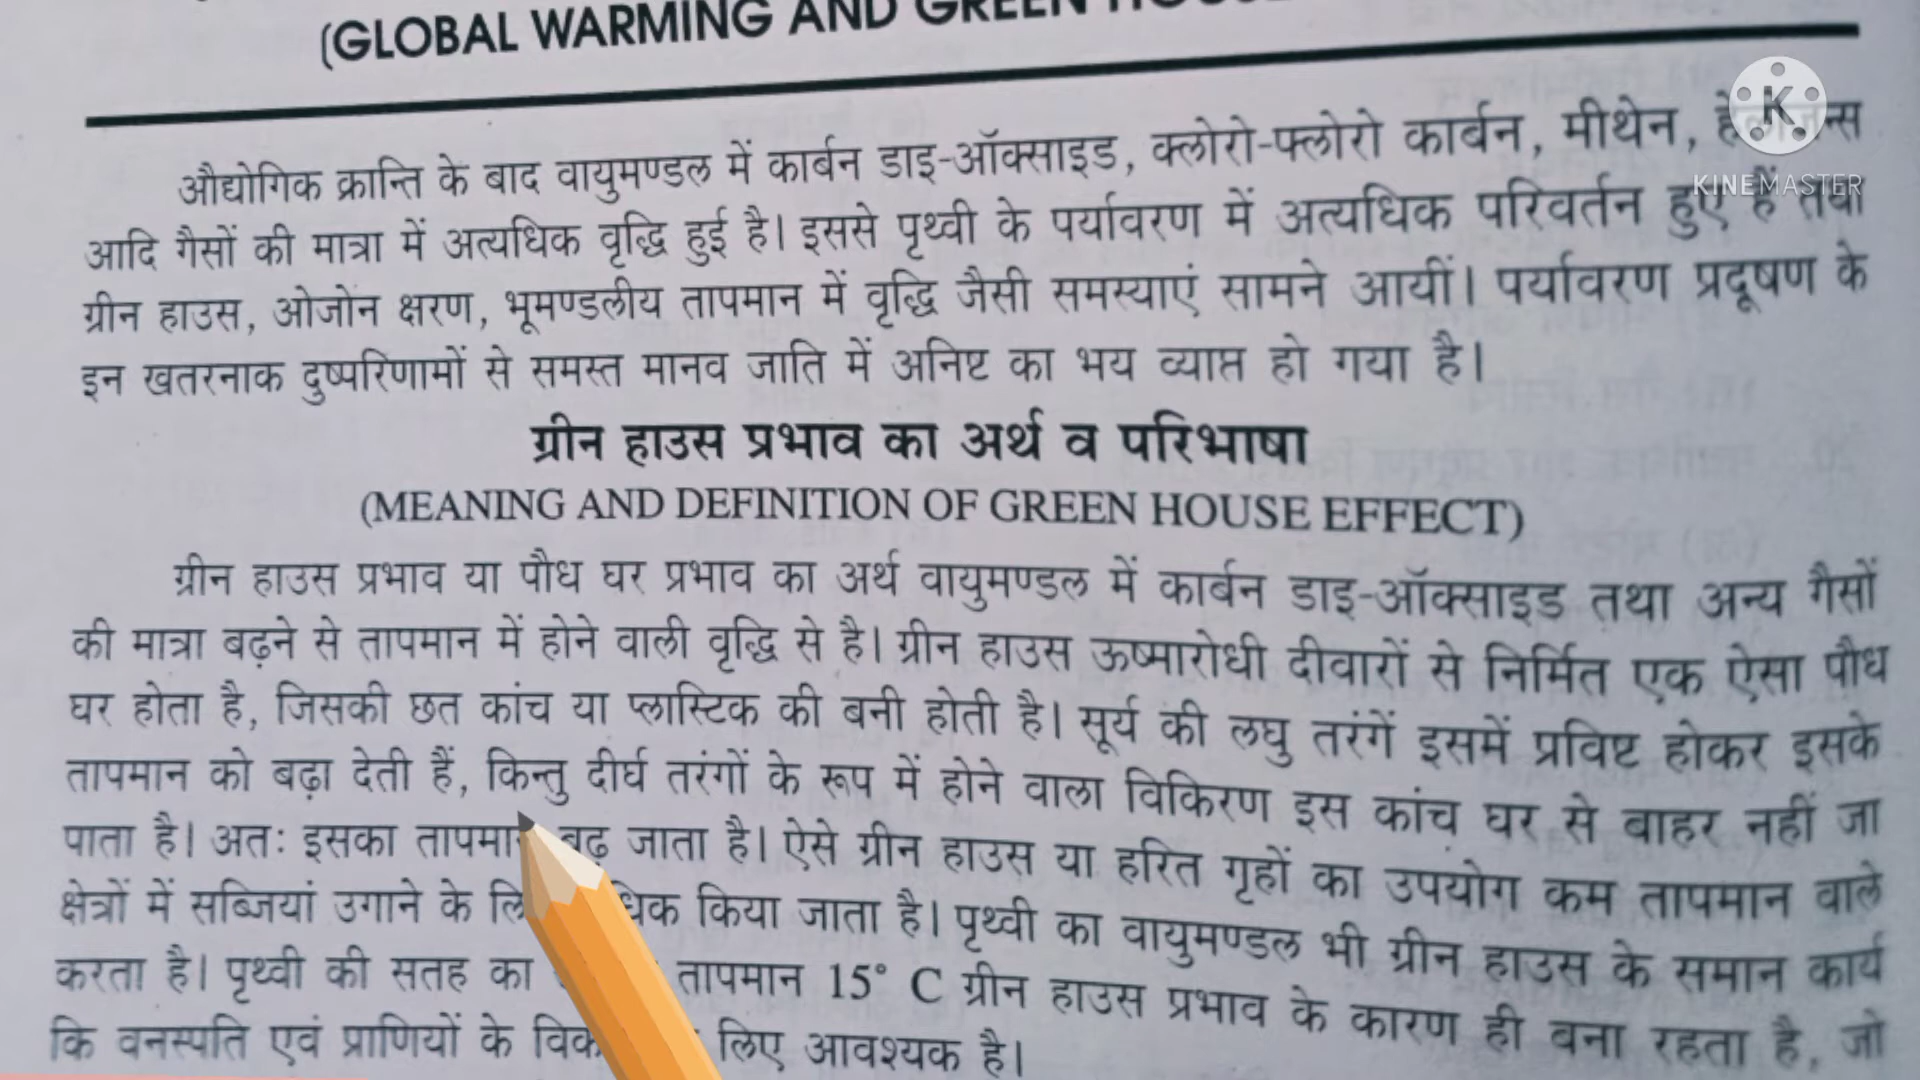 (GLOBAL WARMING AND GREEN
औद्योगिक क्रान्ति के बाद वायुमण्डल में कार्बन डाइ-ऑक्साइड, क्लोरो-फ्लोरो कार्बन, मीथेन,
KINEMASTER
आदि गैसों की मात्रा में अत्यधिक वृद्धि हुई है। इससे पृथ्वी के पर्यावरण में अत्यधिक परिवर्तन हुए हैं तथा
ग्रीन हाउस, ओजोन क्षरण, भूमण्डलीय तापमान में वृद्धि जैसी समस्याएं सामने आयीं। पर्यावरण प्रदूषण के
इन खतरनाक दुष्परिणामों से समस्त मानव जाति में अनिष्ट का भय व्याप्त हो गया है।
ग्रीन हाउस प्रभाव का अर्थ व परिभाषा
(MEANING AND DEFINITION OF GREEN HOUSE EFFECT)
ग्रीन हाउस प्रभाव या पौध घर प्रभाव का अर्थ वायुमण्डल में कार्बन डाइ-ऑक्साइड तथा अन्य गैसों
की मात्रा बढ़ने से तापमान में होने वाली वृद्धि से है। ग्रीन हाउस ऊष्मारोधी दीवारों से निर्मित एक ऐसा पौध
घर होता है, जिसकी छत कांच या प्लास्टिक की बनी होती है। सूर्य की लघु तरंगें इसमें प्रविष्ट होकर इसके
तापमान को बढ़ा देती हैं, किन्तु दीर्घ तरंगों के रूप में होने वाला विकिरण इस कांच घर से बाहर नहीं जा
पाता है। अतः इसका तापमान बढ़ जाता है। ऐसे ग्रीन हाउस या हरित गृहों का उपयोग कम तापमान वाले
क्षेत्रों में सब्जियां उगाने के किया जाता है। पृथ्वी का वायुमण्डल भी ग्रीन हाउस के समान कार्य
करता है। पृथ्वी की सतह का तापमान 15° C ग्रीन हाउस प्रभाव के कारण ही बना रहता है, जो
कि वनस्पति एवं प्राणियों के लिए आवश्यक है।